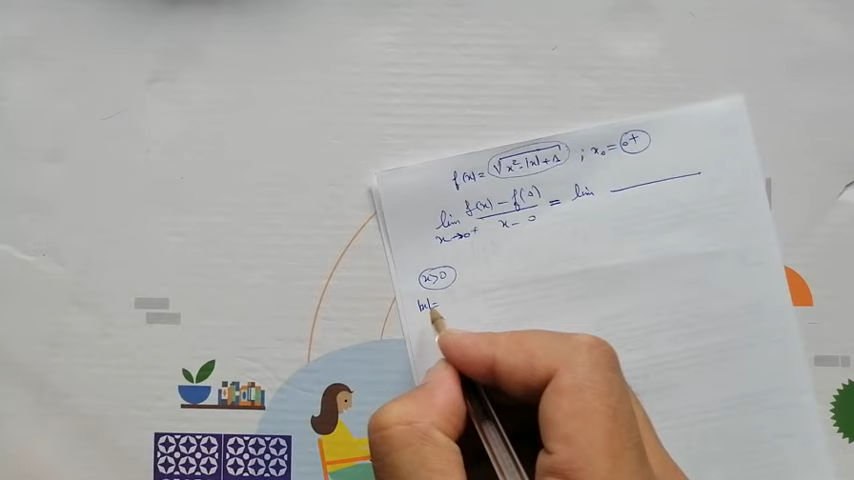 f(x) = √(x² - |x| + 1) ; x₀ = 0⁺
lim x→0⁺ (f(x) - f(0))/(x - 0) = lim ———
x > 0
|x| =